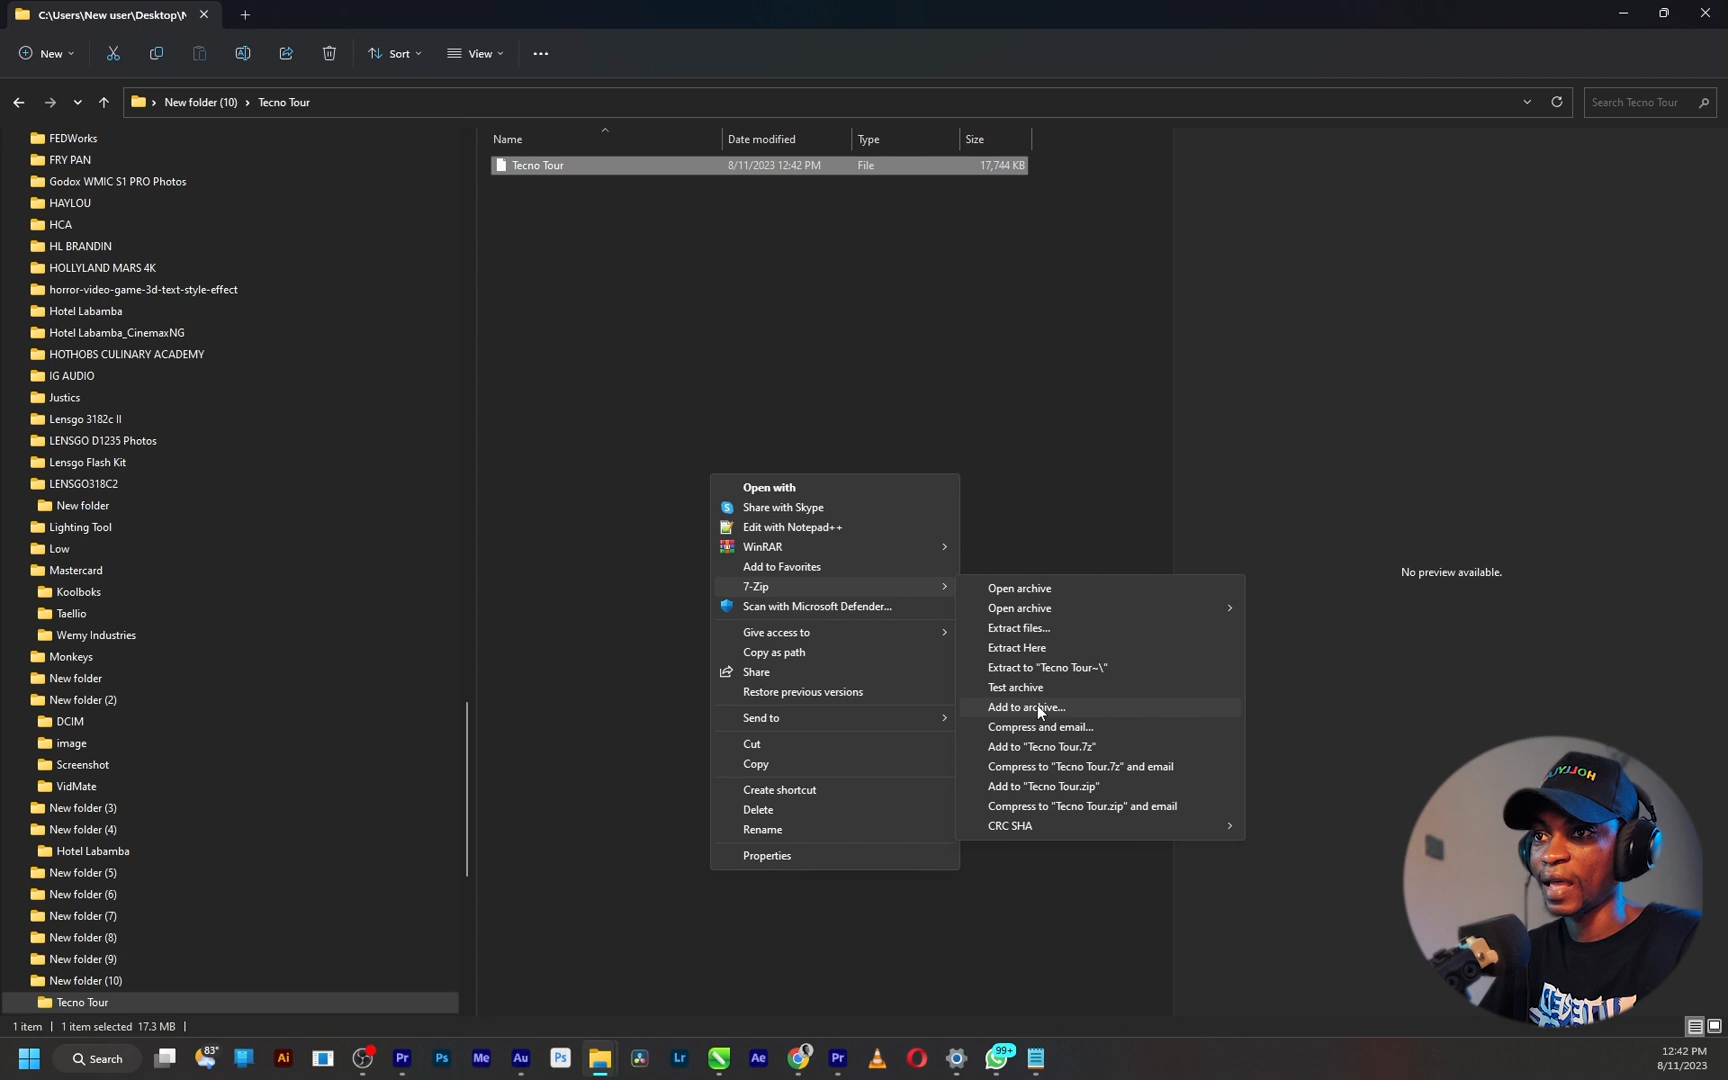 C:\Users\New user\Desktop\N
New
Sort
View
New folder (10) > Tecno Tour
Search Tecno Tour
FEDWorks
FRY PAN
Godox WMIC S1 PRO Photos
HAYLOU
HCA
HL BRANDIN
HOLLYLAND MARS 4K
horror-video-game-3d-text-style-effect
Hotel Labamba
Hotel Labamba_CinemaxNG
HOTHOBS CULINARY ACADEMY
IG AUDIO
Justics
Lensgo 3182c II
LENSGO D1235 Photos
Lensgo Flash Kit
LENSGO318C2
New folder
Lighting Tool
Low
Mastercard
Koolboks
Taellio
Wemy Industries
Monkeys
New folder
New folder (2)
DCIM
image
Screenshot
VidMate
New folder (3)
New folder (4)
Hotel Labamba
New folder (5)
New folder (6)
New folder (7)
New folder (8)
New folder (9)
New folder (10)
Tecno Tour
Name Date modified Type Size
Tecno Tour 8/11/2023 12:42 PM File 17,744 KB
No preview available.
Open with
Share with Skype
Edit with Notepad++
WinRAR
Add to Favorites
7-Zip
Scan with Microsoft Defender...
Give access to
Copy as path
Share
Restore previous versions
Send to
Cut
Copy
Create shortcut
Delete
Rename
Properties
Open archive
Open archive
Extract files...
Extract Here
Extract to "Tecno Tour~\"
Test archive
Add to archive...
Compress and email...
Add to "Tecno Tour.7z"
Compress to "Tecno Tour.7z" and email
Add to "Tecno Tour.zip"
Compress to "Tecno Tour.zip" and email
CRC SHA
1 item 1 item selected 17.3 MB
83°
Search
Ai
Pr
Ps
Me
Au
Ps
Lr
Ae
Pr
99+
12:42 PM
8/11/2023